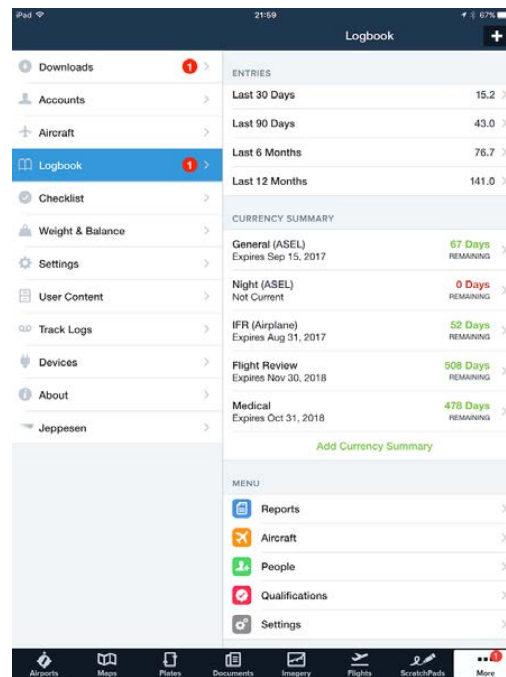 iPad 21:59 67%
Logbook +
Downloads 1
Accounts
Aircraft
Logbook 1
Checklist
Weight & Balance
Settings
User Content
Track Logs
Devices
About
Jeppesen
ENTRIES
Last 30 Days 15.2
Last 90 Days 43.0
Last 6 Months 76.7
Last 12 Months 141.0
CURRENCY SUMMARY
General (ASEL) 67 Days
Expires Sep 15, 2017 REMAINING
Night (ASEL) 0 Days
Not Current REMAINING
IFR (Airplane) 52 Days
Expires Aug 31, 2017 REMAINING
Flight Review 508 Days
Expires Nov 30, 2018 REMAINING
Medical 478 Days
Expires Oct 31, 2018 REMAINING
Add Currency Summary
MENU
Reports
Aircraft
People
Qualifications
Settings
Airports Maps Plates Documents Imagery Flights ScratchPads More 1